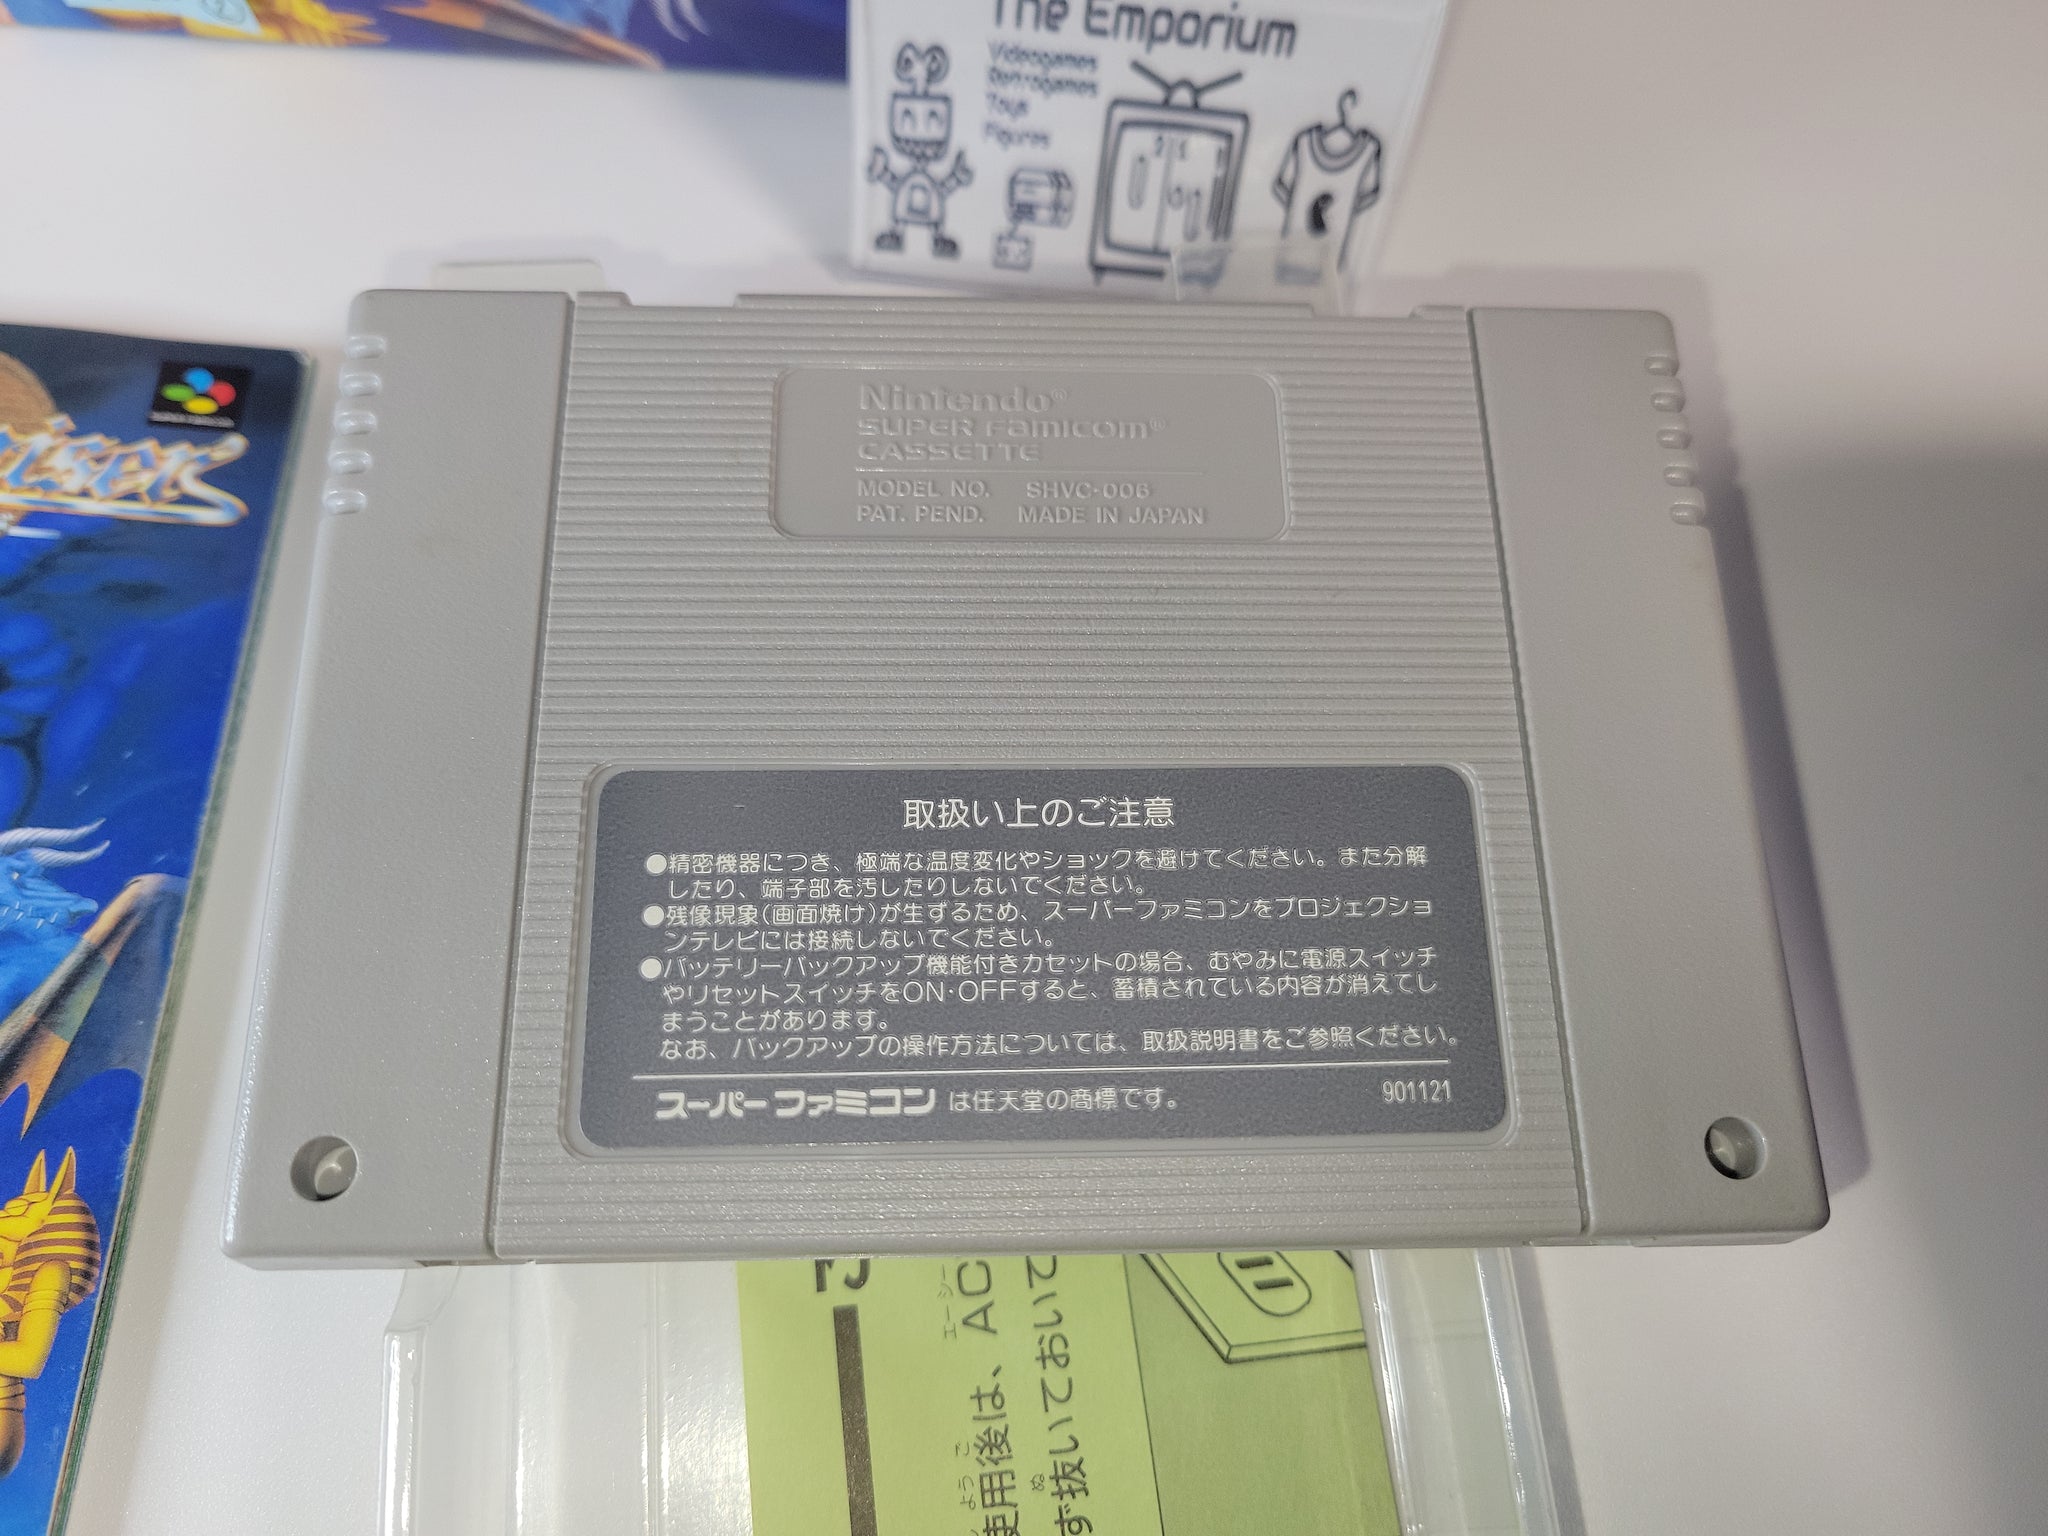 The Emporium
Videogames
Retrogames
Toys
Figures
Nintendo®
SUPER Famicom®
CASSETTE
MODEL NO. SHVC-006
PAT. PEND. MADE IN JAPAN
取扱い上のご注意
●精密機器につき、極端な温度変化やショックを避けてください。また分解
したり、端子部を汚したりしないでください。
●残像現象(画面焼け)が生ずるため、スーパーファミコンをプロジェクショ
ンテレビには接続しないでください。
●バッテリーバックアップ機能付きカセットの場合、むやみに電源スイッチ
やリセットスイッチをON・OFFすると、蓄積されている内容が消えてし
まうことがあります。
なお、バックアップの操作方法については、取扱説明書をご参照ください。
スーパーファミコンは任天堂の商標です。 901121
使用後は、AC
ず抜いておいて